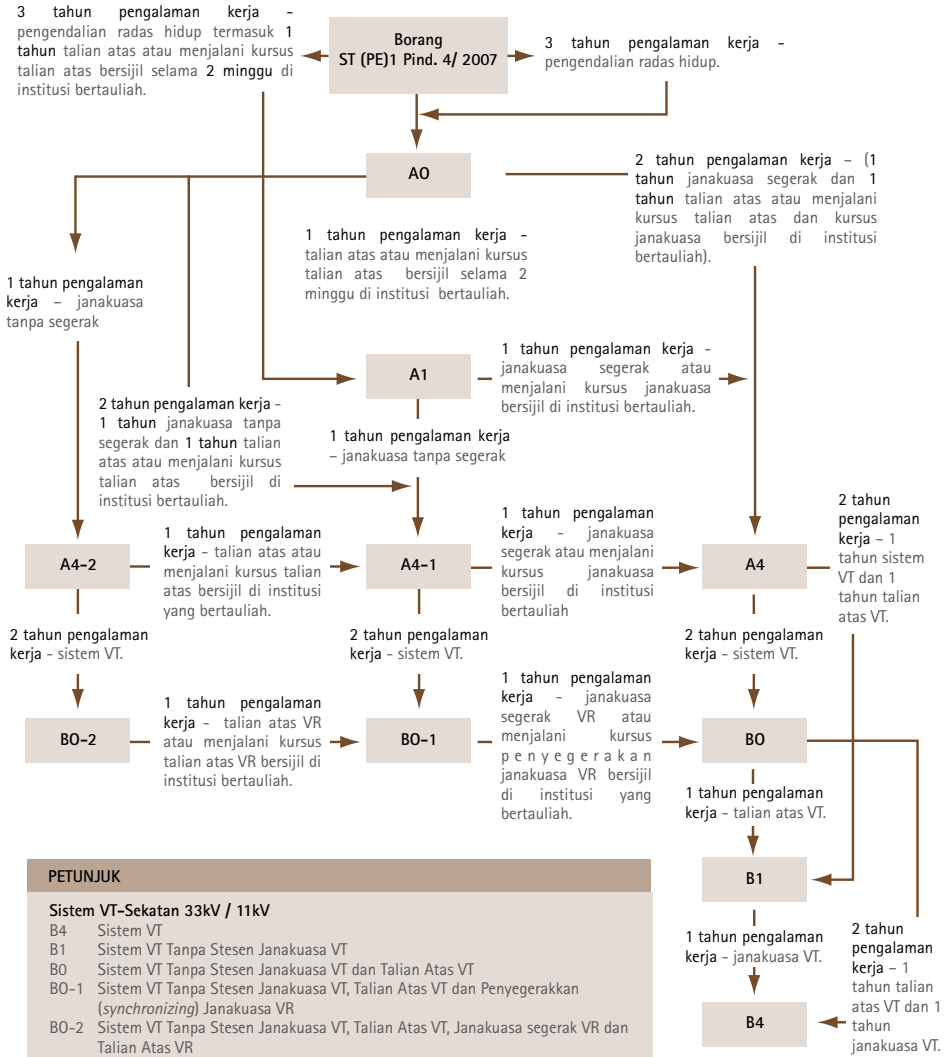 3 tahun pengalaman kerja -
pengendalian radas hidup termasuk 1
tahun talian atas atau menjalani kursus
talian atas bersijil selama 2 minggu di
institusi bertauliah.
Borang
ST (PE)1 Pind. 4/ 2007
3 tahun pengalaman kerja -
pengendalian radas hidup.
A0
2 tahun pengalaman kerja – (1
tahun janakuasa segerak dan 1
tahun talian atas atau menjalani
kursus talian atas dan kursus
janakuasa bersijil di institusi
bertauliah).
1 tahun pengalaman kerja -
talian atas atau menjalani kursus
talian atas bersijil selama 2
minggu di institusi bertauliah.
1 tahun pengalaman
kerja – janakuasa
tanpa segerak
A1
1 tahun pengalaman kerja -
janakuasa segerak atau
menjalani kursus janakuasa
bersijil di institusi bertauliah.
2 tahun pengalaman kerja -
1 tahun janakuasa tanpa
segerak dan 1 tahun talian
atas atau menjalani kursus
talian atas bersijil di
institusi bertauliah.
1 tahun pengalaman kerja
– janakuasa tanpa segerak
A4-2
1 tahun pengalaman
kerja - talian atas atau
menjalani kursus talian
atas bersijil di institusi
yang bertauliah.
A4-1
1 tahun pengalaman
kerja – janakuasa
segerak atau menjalani
kursus janakuasa
bersijil di institusi
bertauliah
A4
2 tahun
pengalaman
kerja – 1
tahun sistem
VT dan 1
tahun talian
atas VT.
2 tahun pengalaman
kerja - sistem VT.
2 tahun pengalaman
kerja - sistem VT.
2 tahun pengalaman
kerja - sistem VT.
B0-2
1 tahun pengalaman
kerja - talian atas VR
atau menjalani kursus
talian atas VR bersijil di
institusi bertauliah.
B0-1
1 tahun pengalaman
kerja - janakuasa
segerak VR atau
menjalani kursus
penyegerakan
janakuasa VR bersijil
di institusi yang
bertauliah.
B0
1 tahun pengalaman
kerja - talian atas VT.
B1
1 tahun pengalaman
kerja - janakuasa VT.
2 tahun
pengalaman
kerja – 1
tahun talian
atas VT dan 1
tahun
janakuasa VT.
B4
PETUNJUK
Sistem VT-Sekatan 33kV / 11kV
B4 Sistem VT
B1 Sistem VT Tanpa Stesen Janakuasa VT
B0 Sistem VT Tanpa Stesen Janakuasa VT dan Talian Atas VT
B0-1 Sistem VT Tanpa Stesen Janakuasa VT, Talian Atas VT dan Penyegerakkan
(synchronizing) Janakuasa VR
B0-2 Sistem VT Tanpa Stesen Janakuasa VT, Talian Atas VT, Janakuasa segerak VR dan
Talian Atas VR